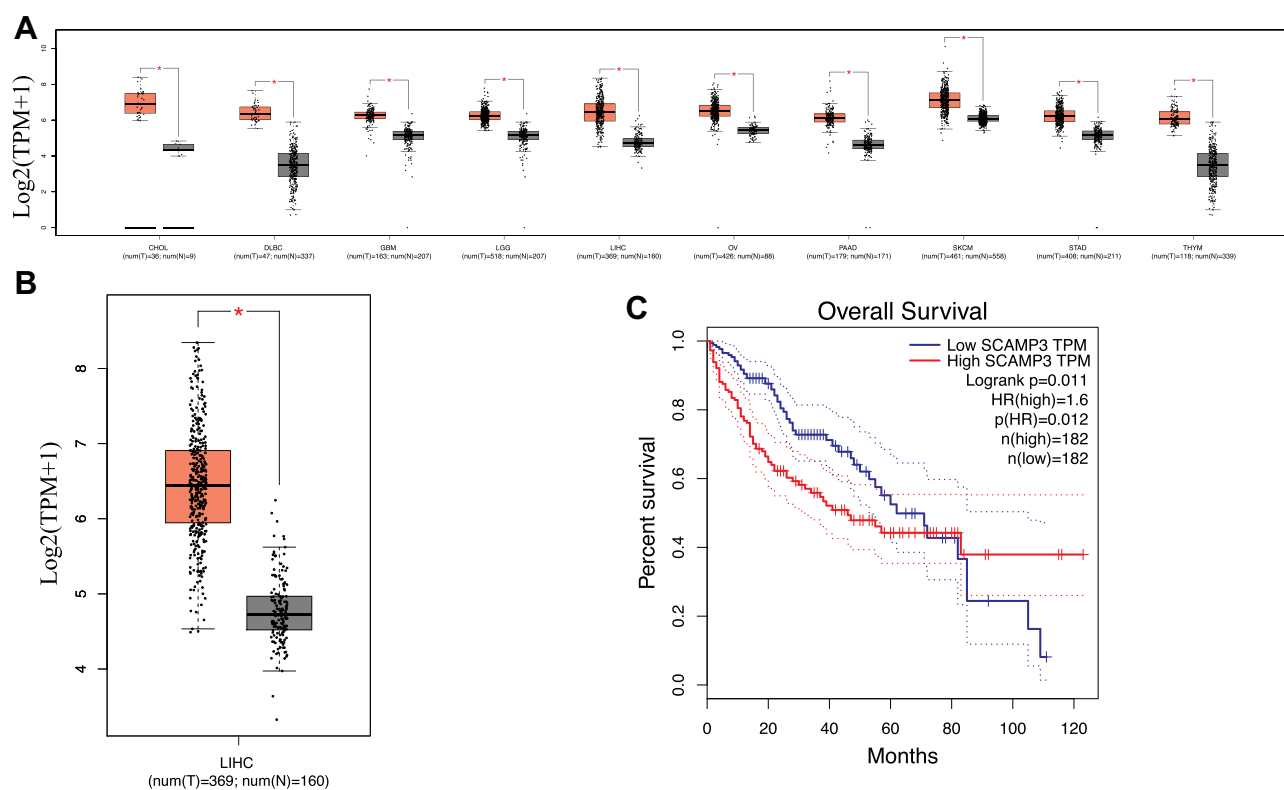 A
Log2(TPM+1)
10
8
6
4
2
0
*
*
*
*
*
*
*
*
*
*
CHOL
(num(T)=36; num(N)=9)
DLBC
(num(T)=47; num(N)=337)
GBM
(num(T)=163; num(N)=207)
LGG
(num(T)=518; num(N)=207)
LIHC
(num(T)=369; num(N)=160)
OV
(num(T)=426; num(N)=88)
PAAD
(num(T)=179; num(N)=171)
SKCM
(num(T)=461; num(N)=558)
STAD
(num(T)=408; num(N)=211)
THYM
(num(T)=118; num(N)=339)
B
Log2(TPM+1)
8
7
6
5
4
*
LIHC
(num(T)=369; num(N)=160)
C
Overall Survival
Percent survival
1.0
0.8
0.6
0.4
0.2
0.0
Low SCAMP3 TPM
High SCAMP3 TPM
Logrank p=0.011
HR(high)=1.6
p(HR)=0.012
n(high)=182
n(low)=182
0 20 40 60 80 100 120
Months